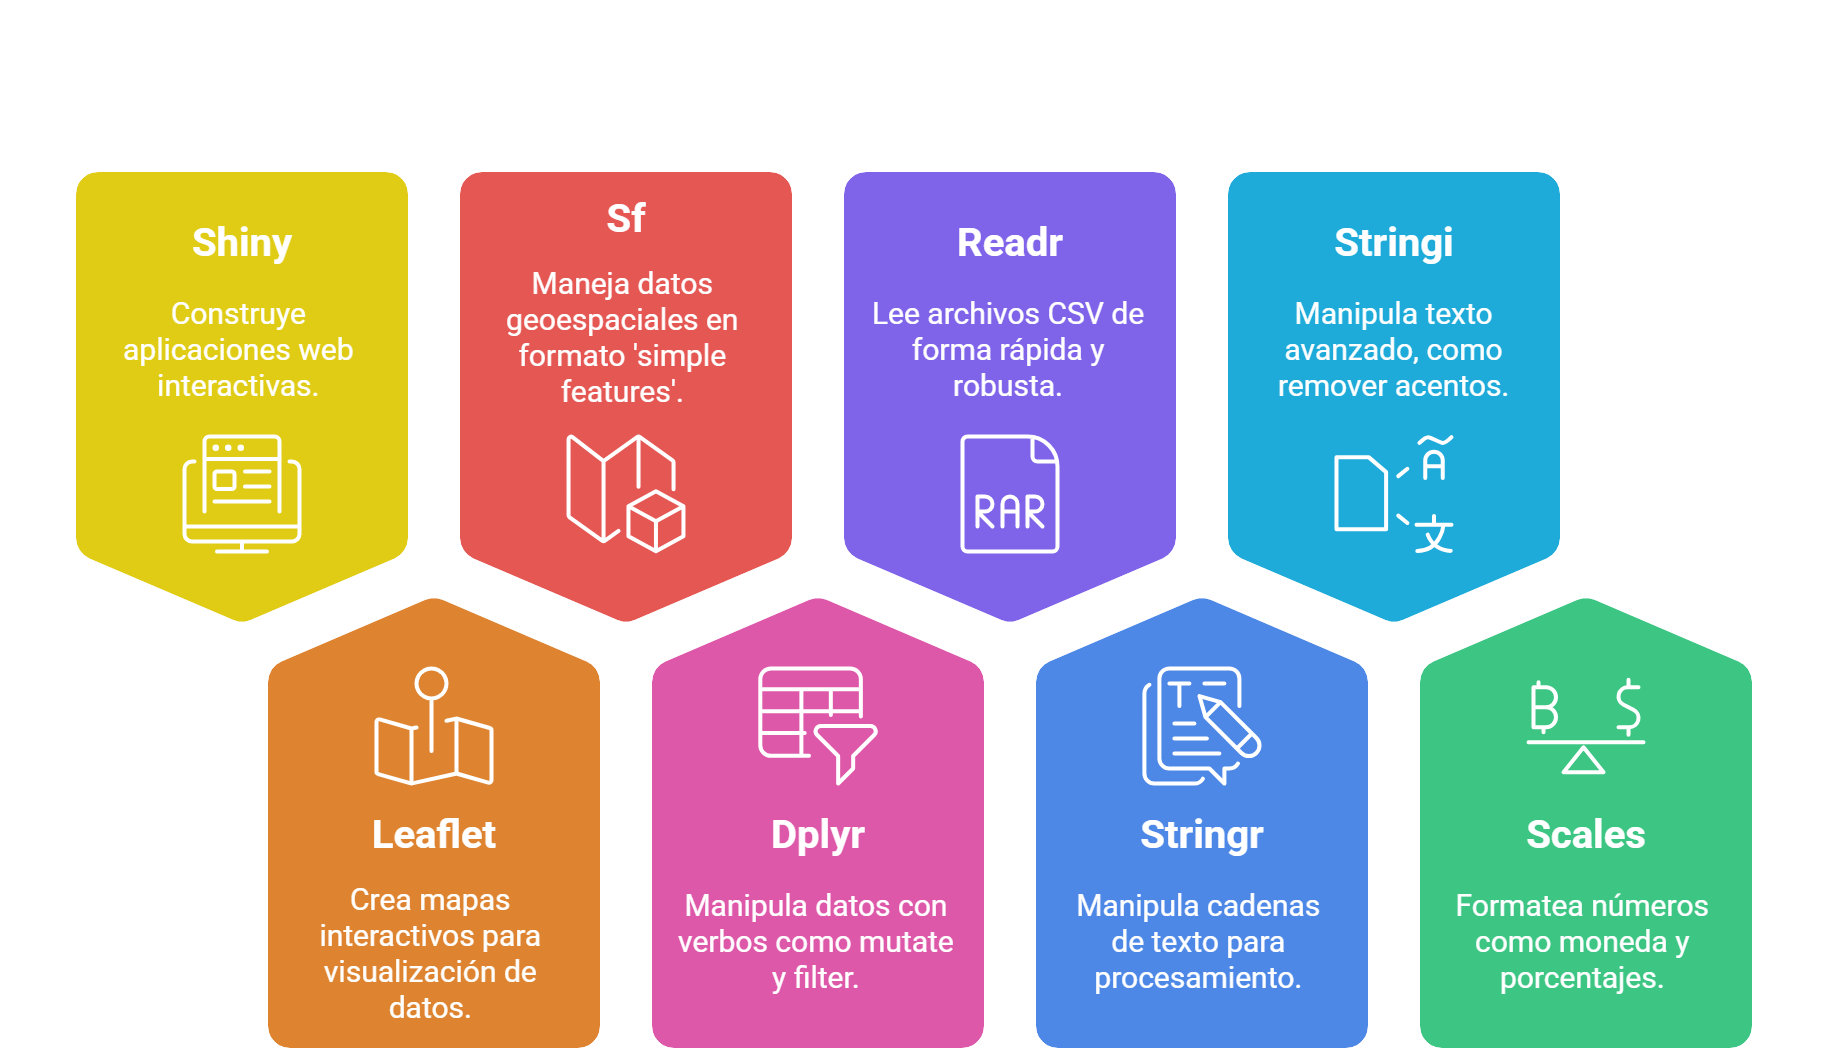 Shiny
Construye
aplicaciones web
interactivas.
Sf
Maneja datos
geoespaciales en
formato 'simple
features'.
Readr
Lee archivos CSV de
forma rápida y
robusta.
RAR
Stringi
Manipula texto
avanzado, como
remover acentos.
Ã
文
Leaflet
Crea mapas
interactivos para
visualización de
datos.
Dplyr
Manipula datos con
verbos como mutate
y filter.
T
Stringr
Manipula cadenas
de texto para
procesamiento.
₿ $
Scales
Formatea números
como moneda y
porcentajes.